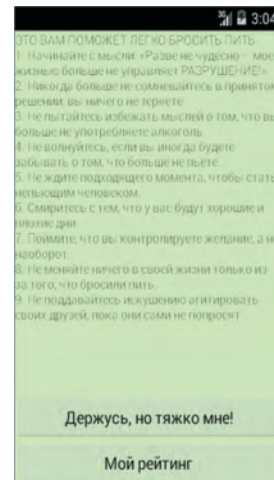 3:04
ЭТО ВАМ ПОМОЖЕТ ЛЕГКО БРОСИТЬ ПИТЬ.
1. Начинайте с мысли: «Разве не чудесно – мое
жизнью больше не управляет РАЗРУШЕНИЕ!».
2. Никогда больше не сомневайтесь в принятом
решении: вы ничего не теряете.
3. Не пытайтесь избежать мыслей о том, что вы
больше не употребляете алкоголь.
4. Не волнуйтесь, если вы иногда будете
забывать о том, что больше не пьете.
5. Не ждите подходящего момента, чтобы стать
непьющим человеком.
6. Смиритесь с тем, что у вас будут хорошие и
плохие дни.
7. Поймите, что вы контролируете желание, а н
наоборот.
8. Не меняйте ничего в своей жизни только из-
за того, что бросили пить.
9. Не поддавайтесь искушению агитировать
своих друзей, пока они сами не попросят.
Держусь, но тяжко мне!
Мой рейтинг